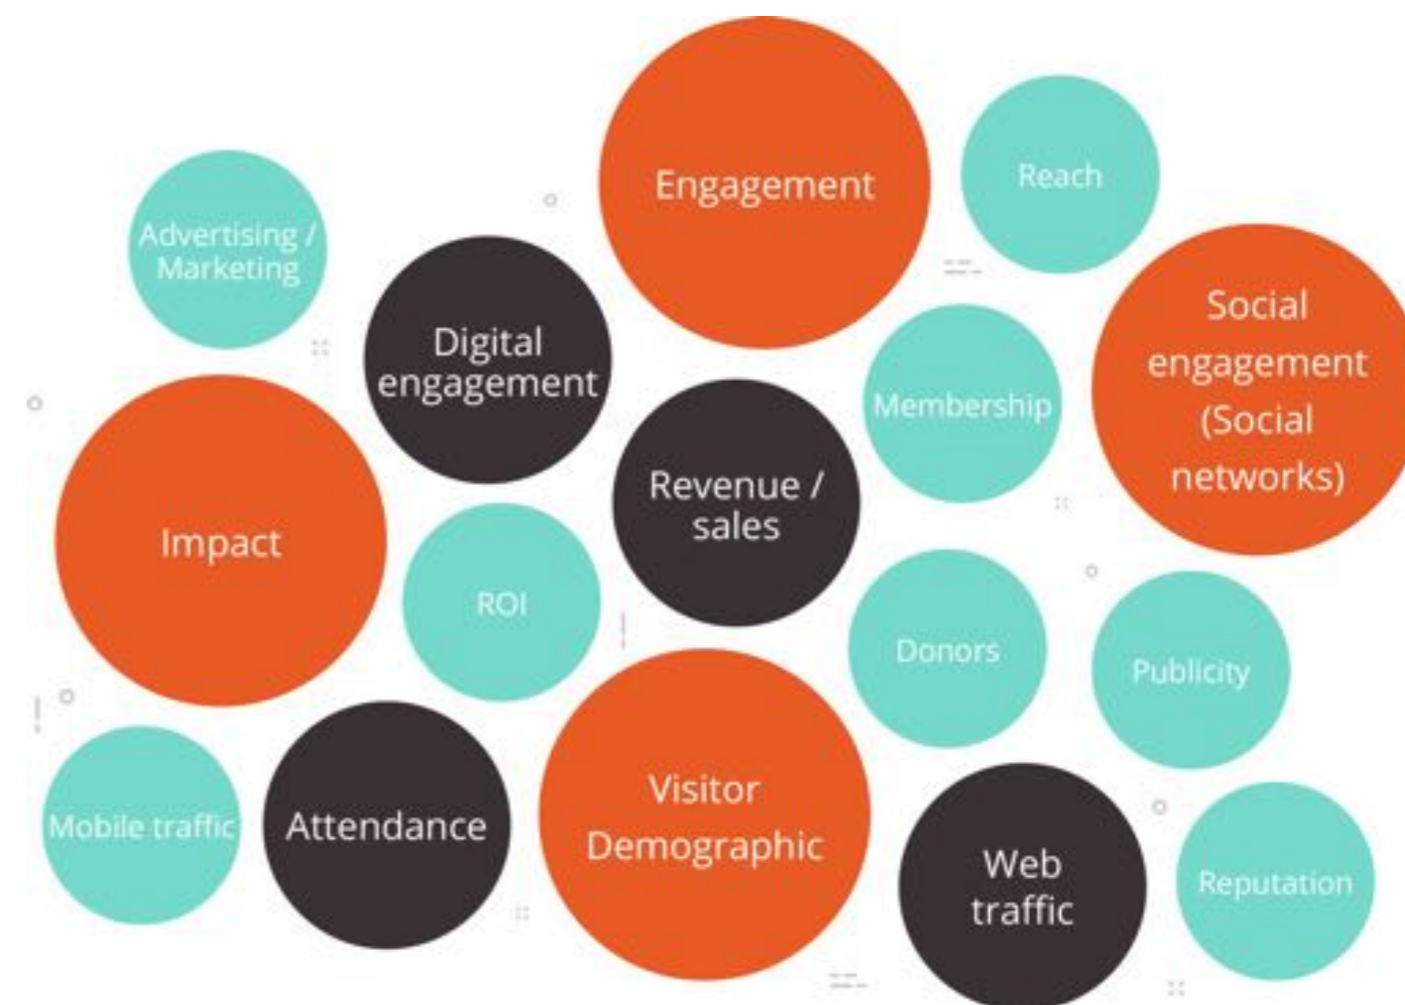 Engagement
Reach
Advertising /
Marketing
Social
engagement
(Social
networks)
Digital
engagement
Membership
Revenue /
sales
Impact
ROI
Donors
Publicity
Visitor
Demographic
Mobile traffic
Attendance
Web
traffic
Reputation